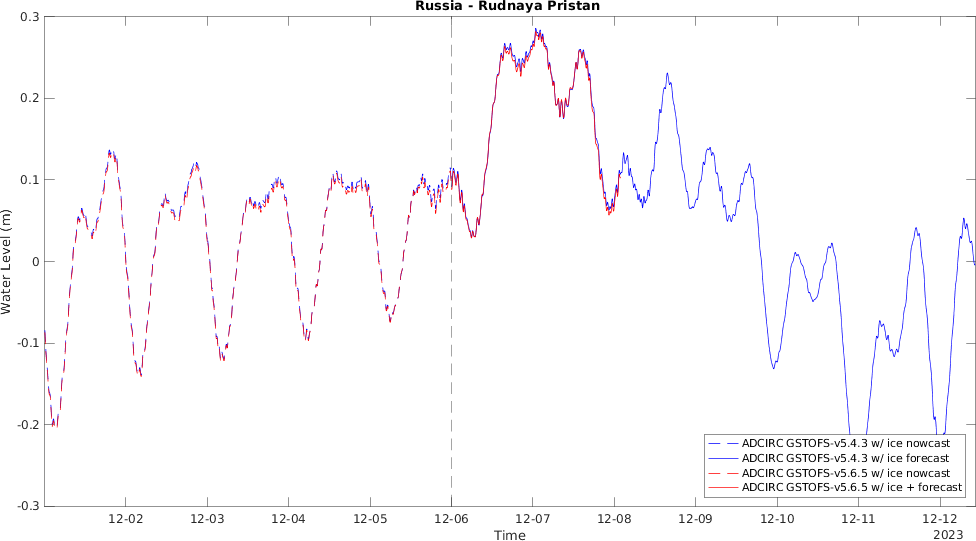 Russia - Rudnaya Pristan
0.3
0.2
0.1
0
-0.1
-0.2
-0.3
Water Level (m)
ADCIRC GSTOFS-v5.4.3 w/ ice nowcast
ADCIRC GSTOFS-v5.4.3 w/ ice forecast
ADCIRC GSTOFS-v5.6.5 w/ ice nowcast
ADCIRC GSTOFS-v5.6.5 w/ ice + forecast
12-02 12-03 12-04 12-05 12-06 12-07 12-08 12-09 12-10 12-11 12-12
Time
2023